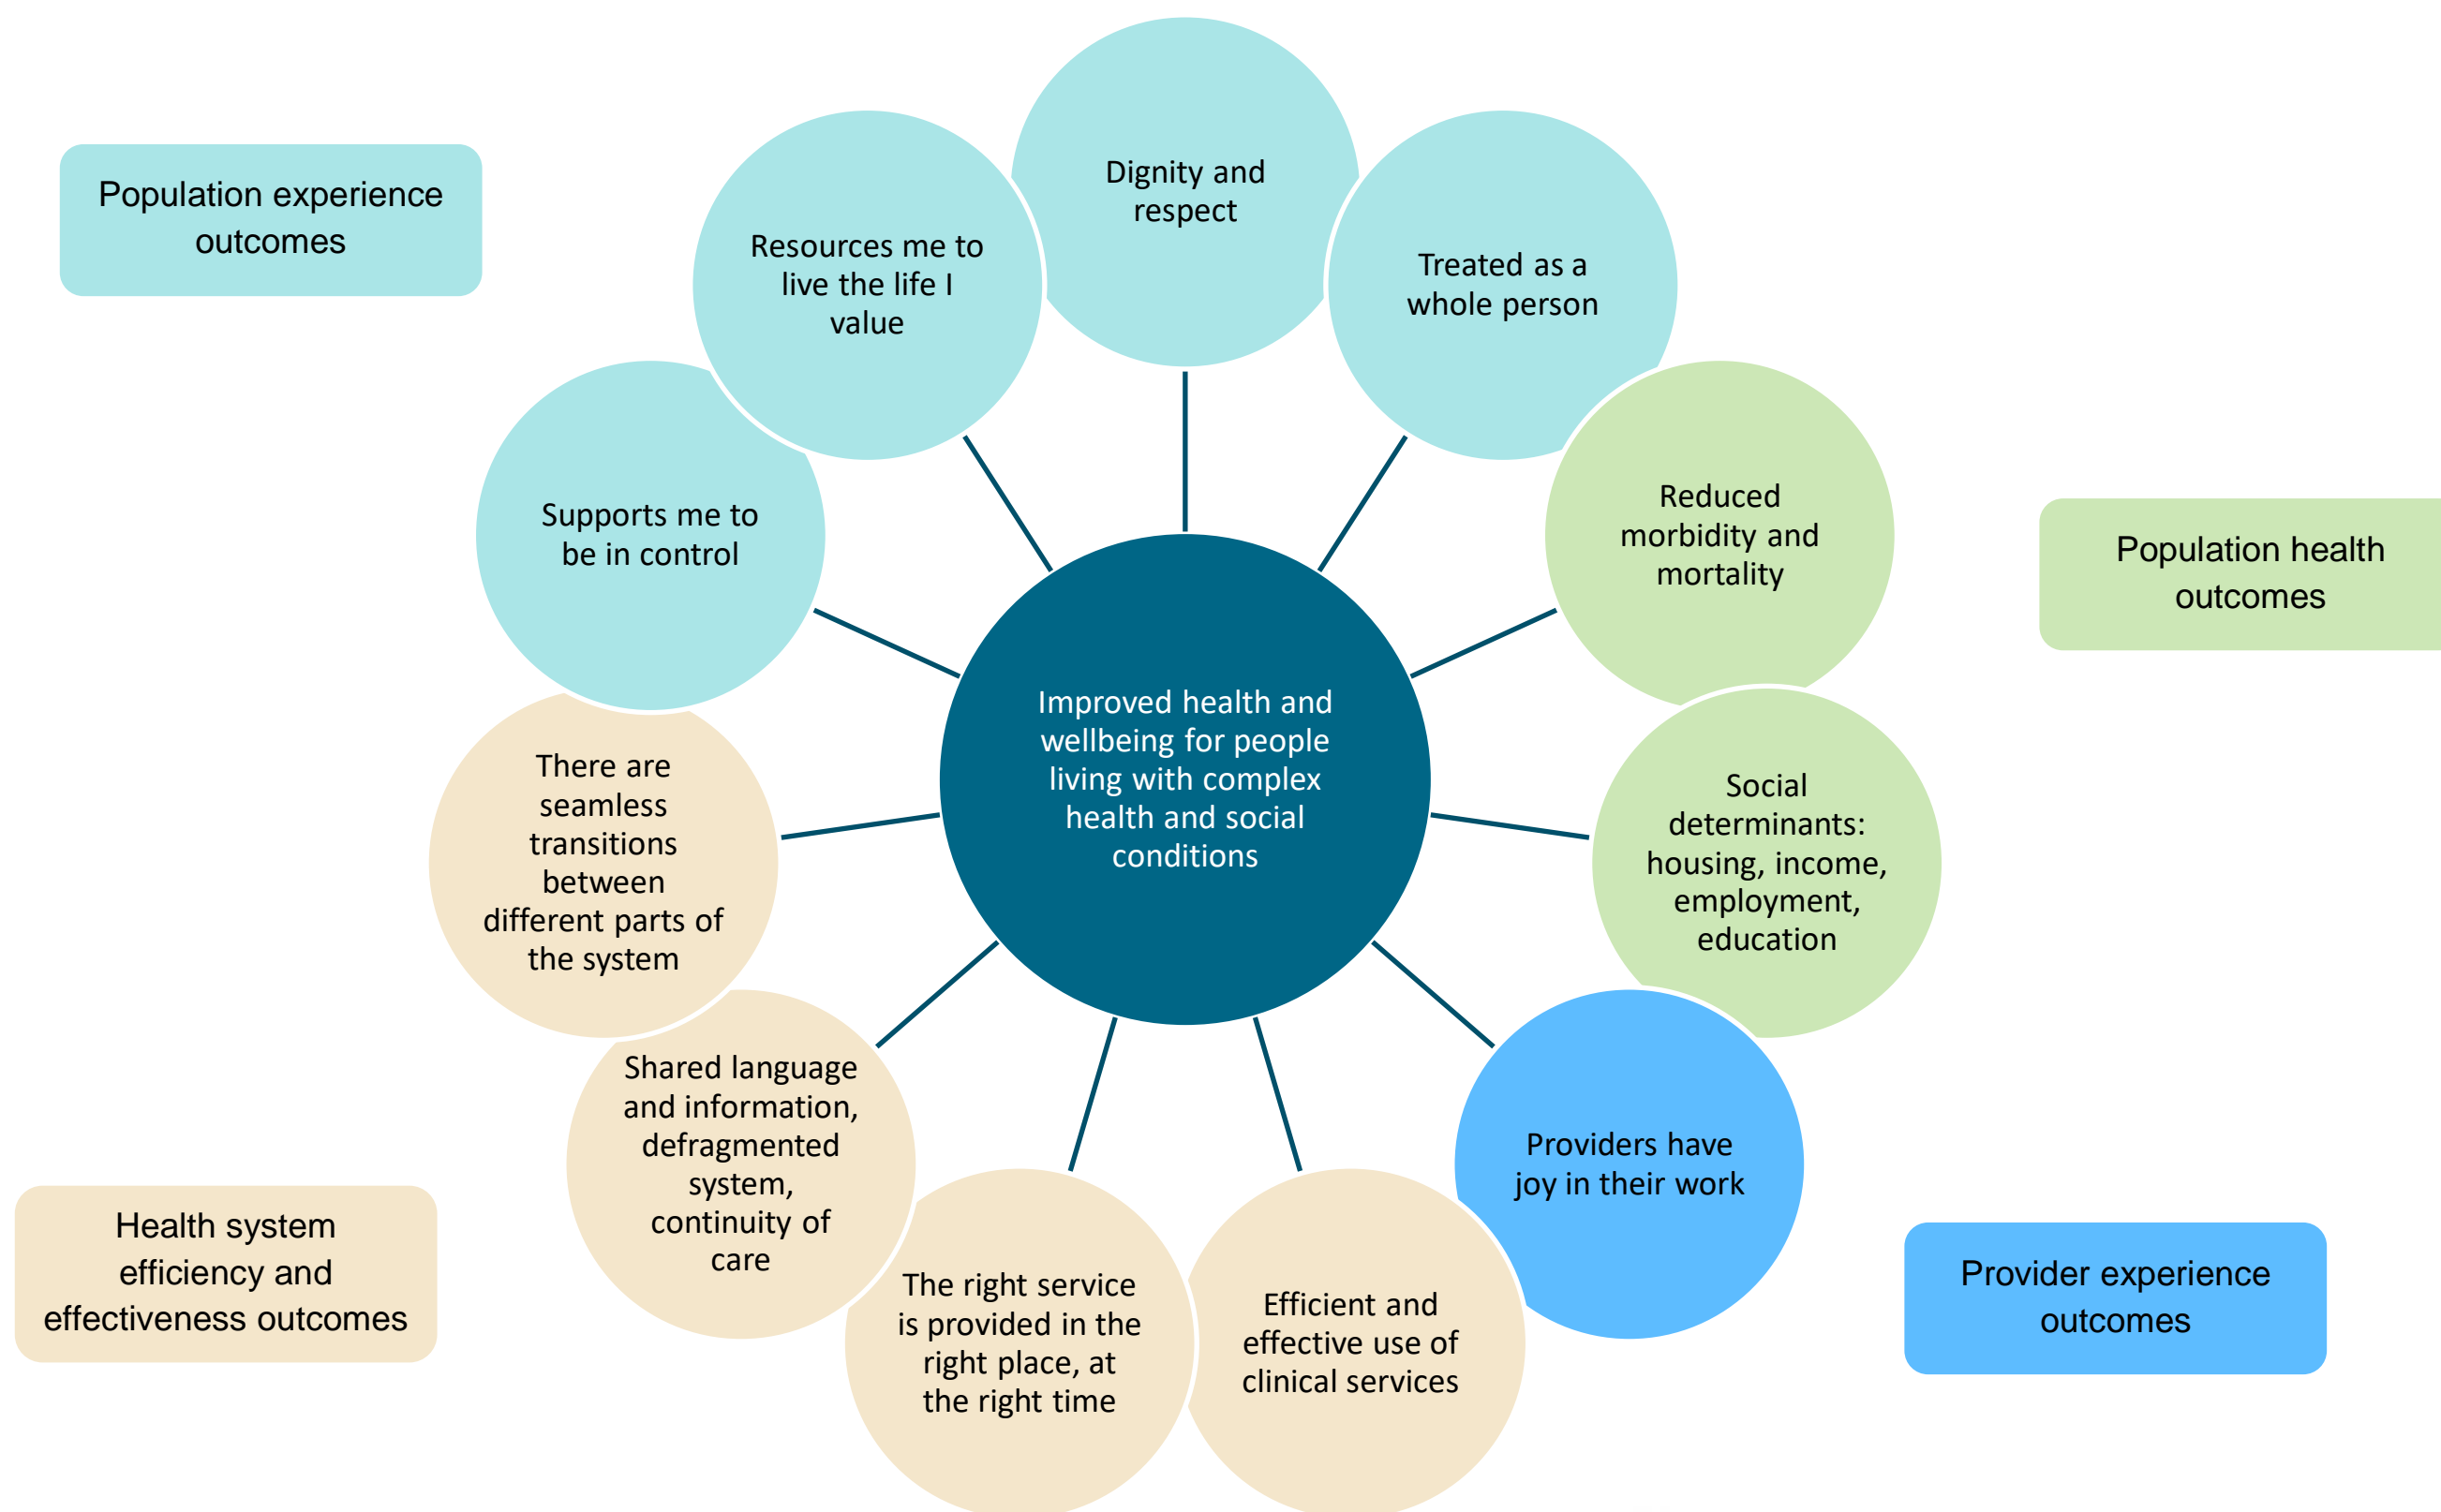 Population experience
outcomes
Dignity and
respect
Resources me to
live the life I
value
Treated as a
whole person
Supports me to
be in control
Reduced
morbidity and
mortality
Population health
outcomes
Improved health and
wellbeing for people
living with complex
health and social
conditions
There are
seamless
transitions
between
different parts of
the system
Social
determinants:
housing, income,
employment,
education
Shared language
and information,
defragmented
system,
continuity of
care
Providers have
joy in their work
Health system
efficiency and
effectiveness outcomes
The right service
is provided in the
right place, at
the right time
Efficient and
effective use of
clinical services
Provider experience
outcomes